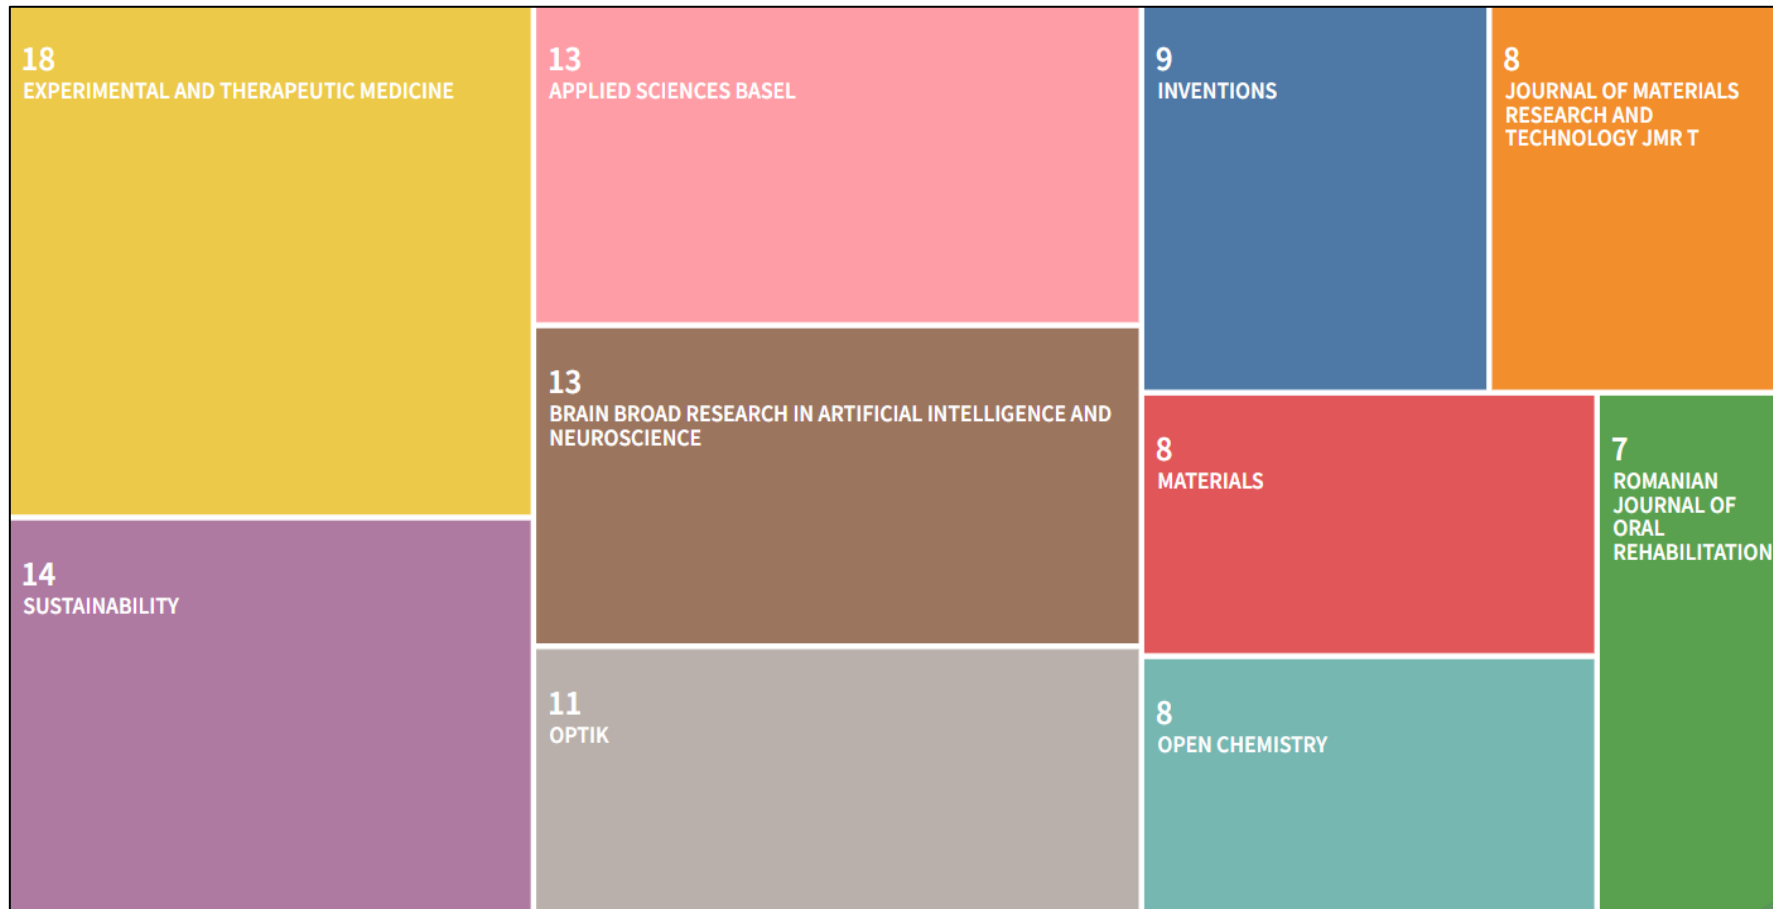 18
EXPERIMENTAL AND THERAPEUTIC MEDICINE
14
SUSTAINABILITY
13
APPLIED SCIENCES BASEL
13
BRAIN BROAD RESEARCH IN ARTIFICIAL INTELLIGENCE AND
NEUROSCIENCE
11
OPTIK
9
INVENTIONS
8
JOURNAL OF MATERIALS
RESEARCH AND
TECHNOLOGY JMR T
8
MATERIALS
8
OPEN CHEMISTRY
7
ROMANIAN
JOURNAL OF
ORAL
REHABILITATION